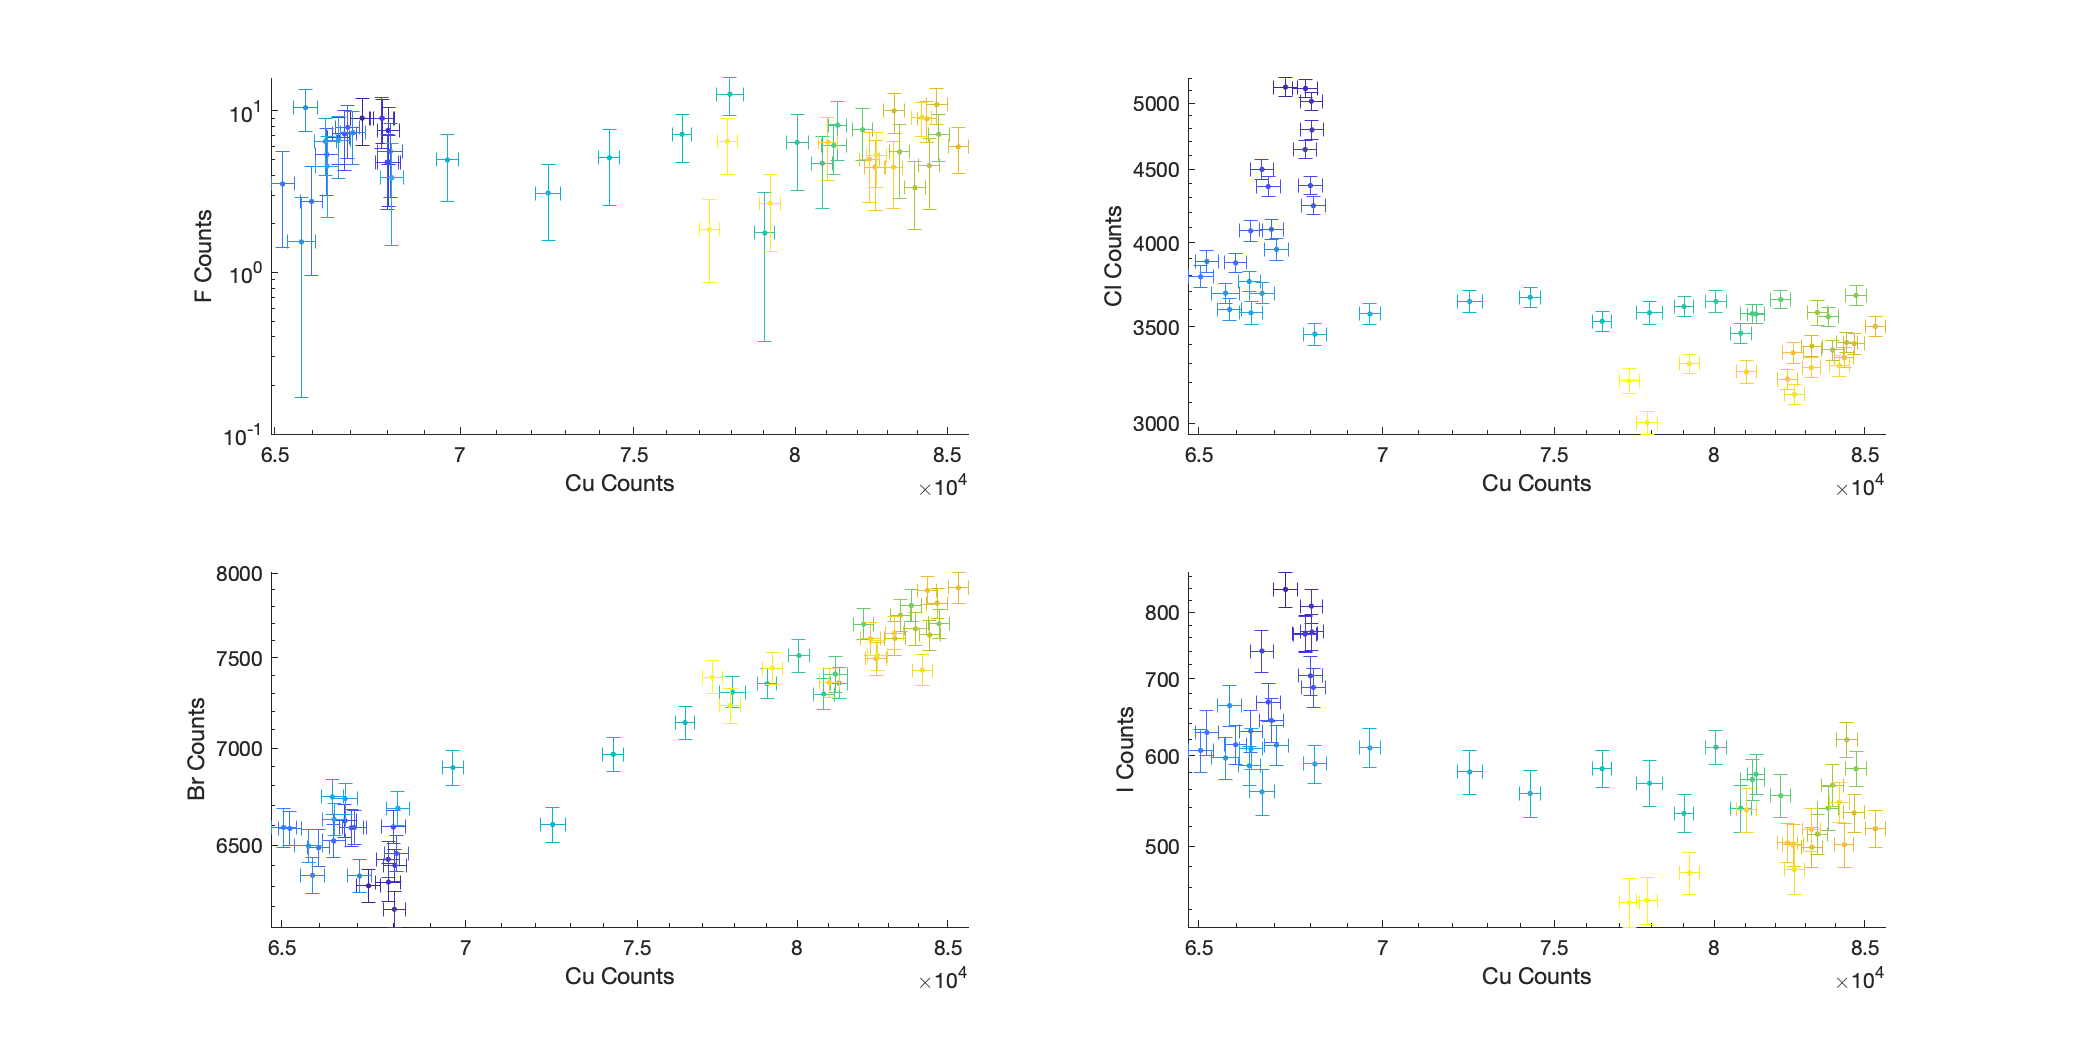 10^1
10^0
10^-1
F Counts
6.5 7 7.5 8 8.5
Cu Counts
×10^4
5000
4500
4000
3500
3000
Cl Counts
6.5 7 7.5 8 8.5
Cu Counts
×10^4
8000
7500
7000
6500
Br Counts
6.5 7 7.5 8 8.5
Cu Counts
×10^4
800
700
600
500
I Counts
6.5 7 7.5 8 8.5
Cu Counts
×10^4